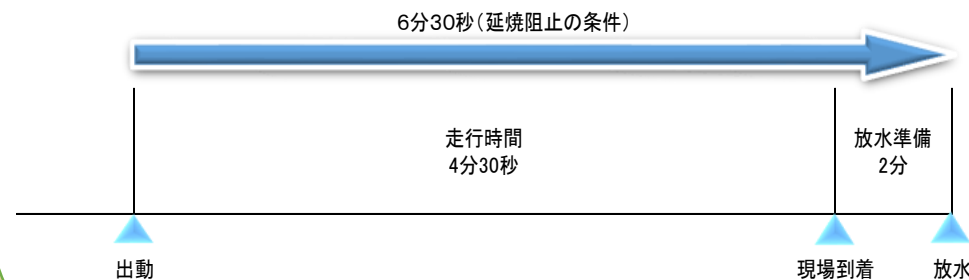 6分30秒（延焼阻止の条件）
走行時間
4分30秒
放水準備
2分
出動
現場到着
放水